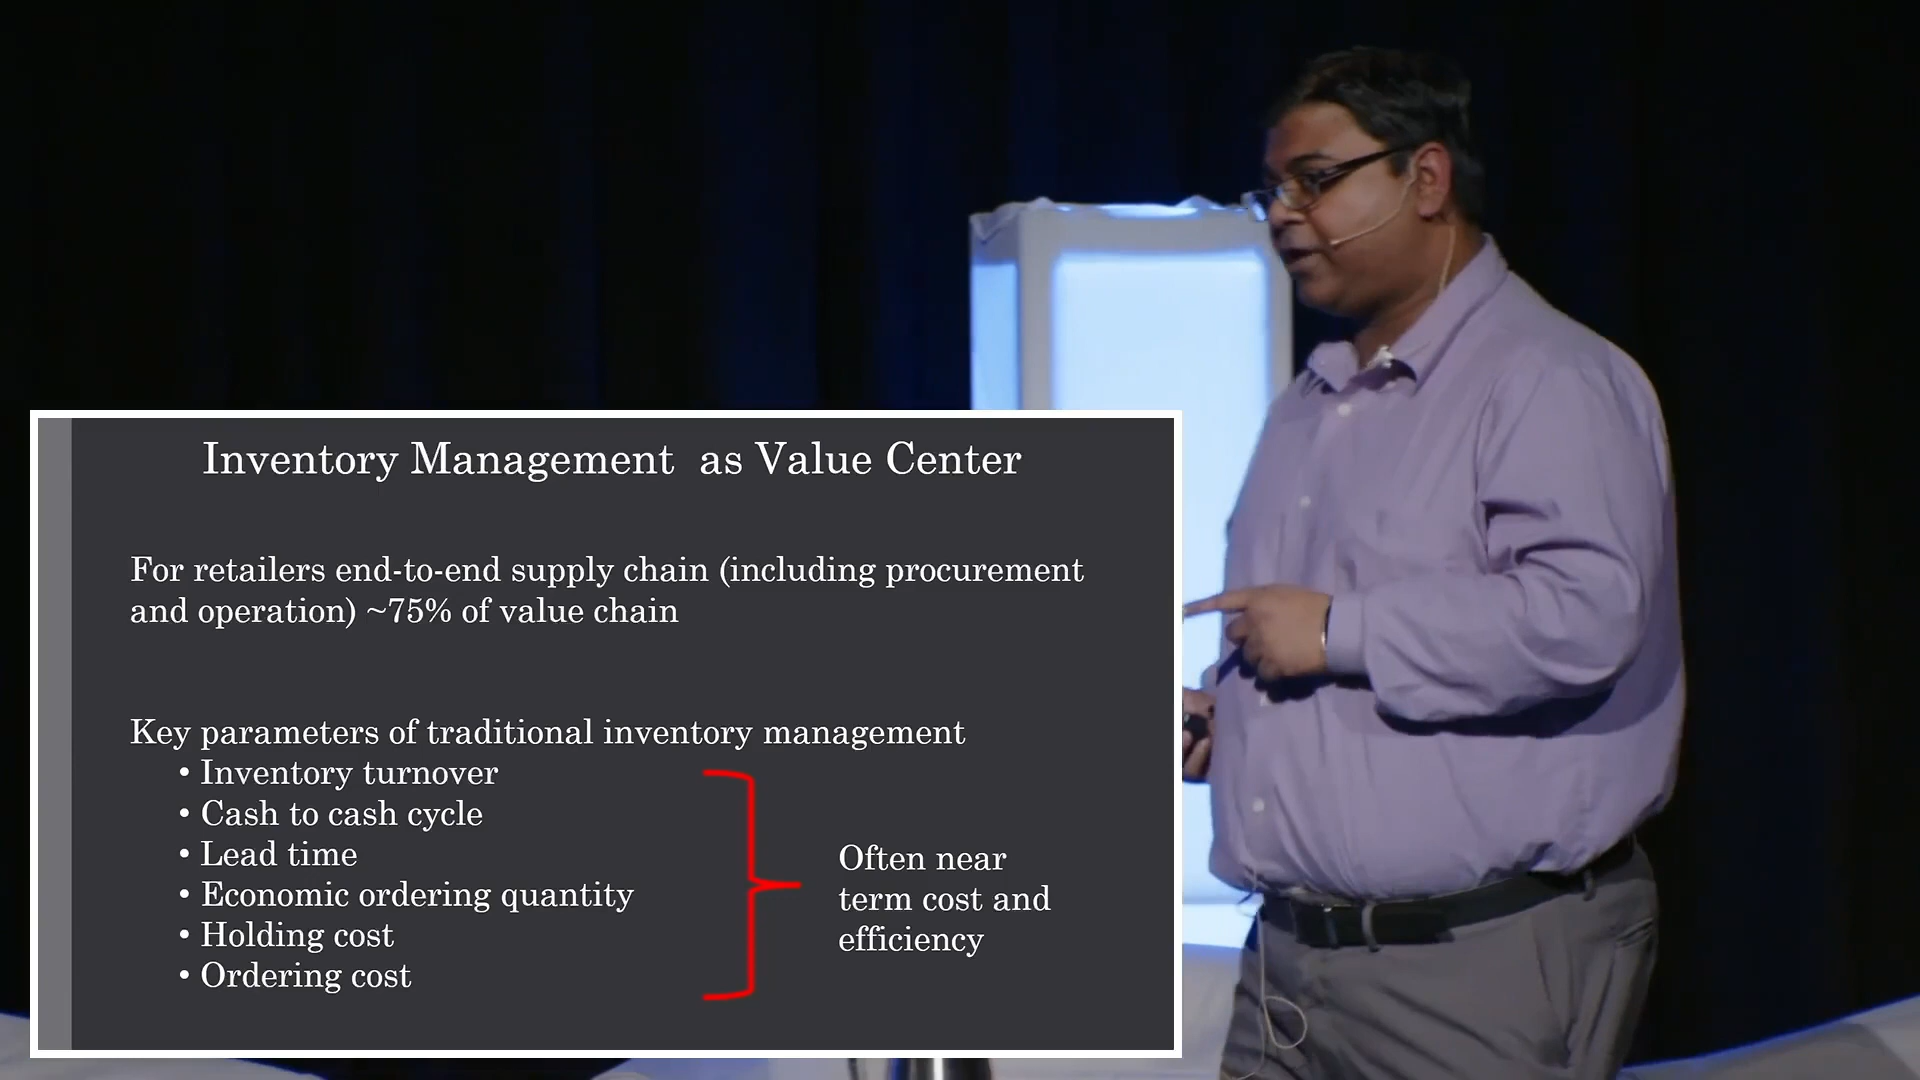 Inventory Management as Value Center
For retailers end-to-end supply chain (including procurement
and operation) ~75% of value chain
Key parameters of traditional inventory management
• Inventory turnover
• Cash to cash cycle
• Lead time
• Economic ordering quantity
• Holding cost
• Ordering cost
Often near
term cost and
efficiency